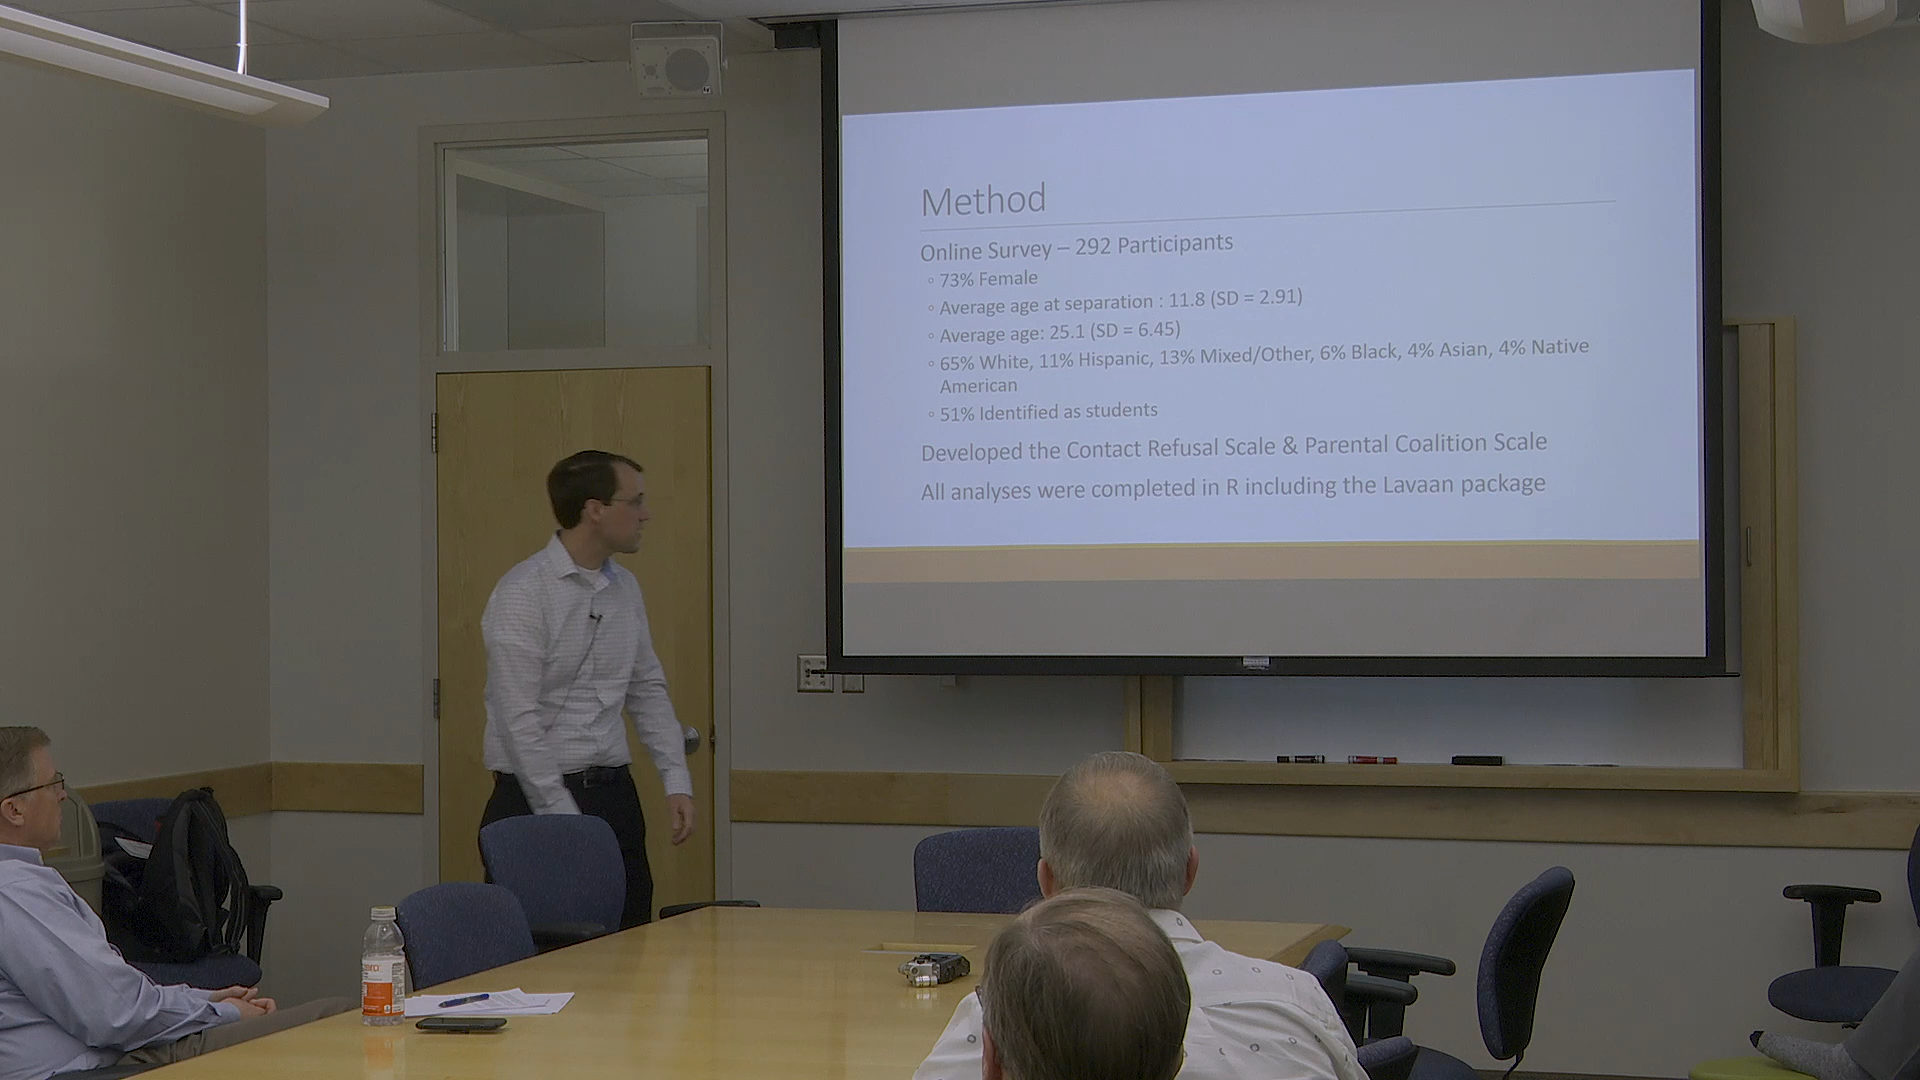 Method
Online Survey – 292 Participants
◦ 73% Female
◦ Average age at separation : 11.8 (SD = 2.91)
◦ Average age: 25.1 (SD = 6.45)
◦ 65% White, 11% Hispanic, 13% Mixed/Other, 6% Black, 4% Asian, 4% Native
American
◦ 51% Identified as students
Developed the Contact Refusal Scale & Parental Coalition Scale
All analyses were completed in R including the Lavaan package